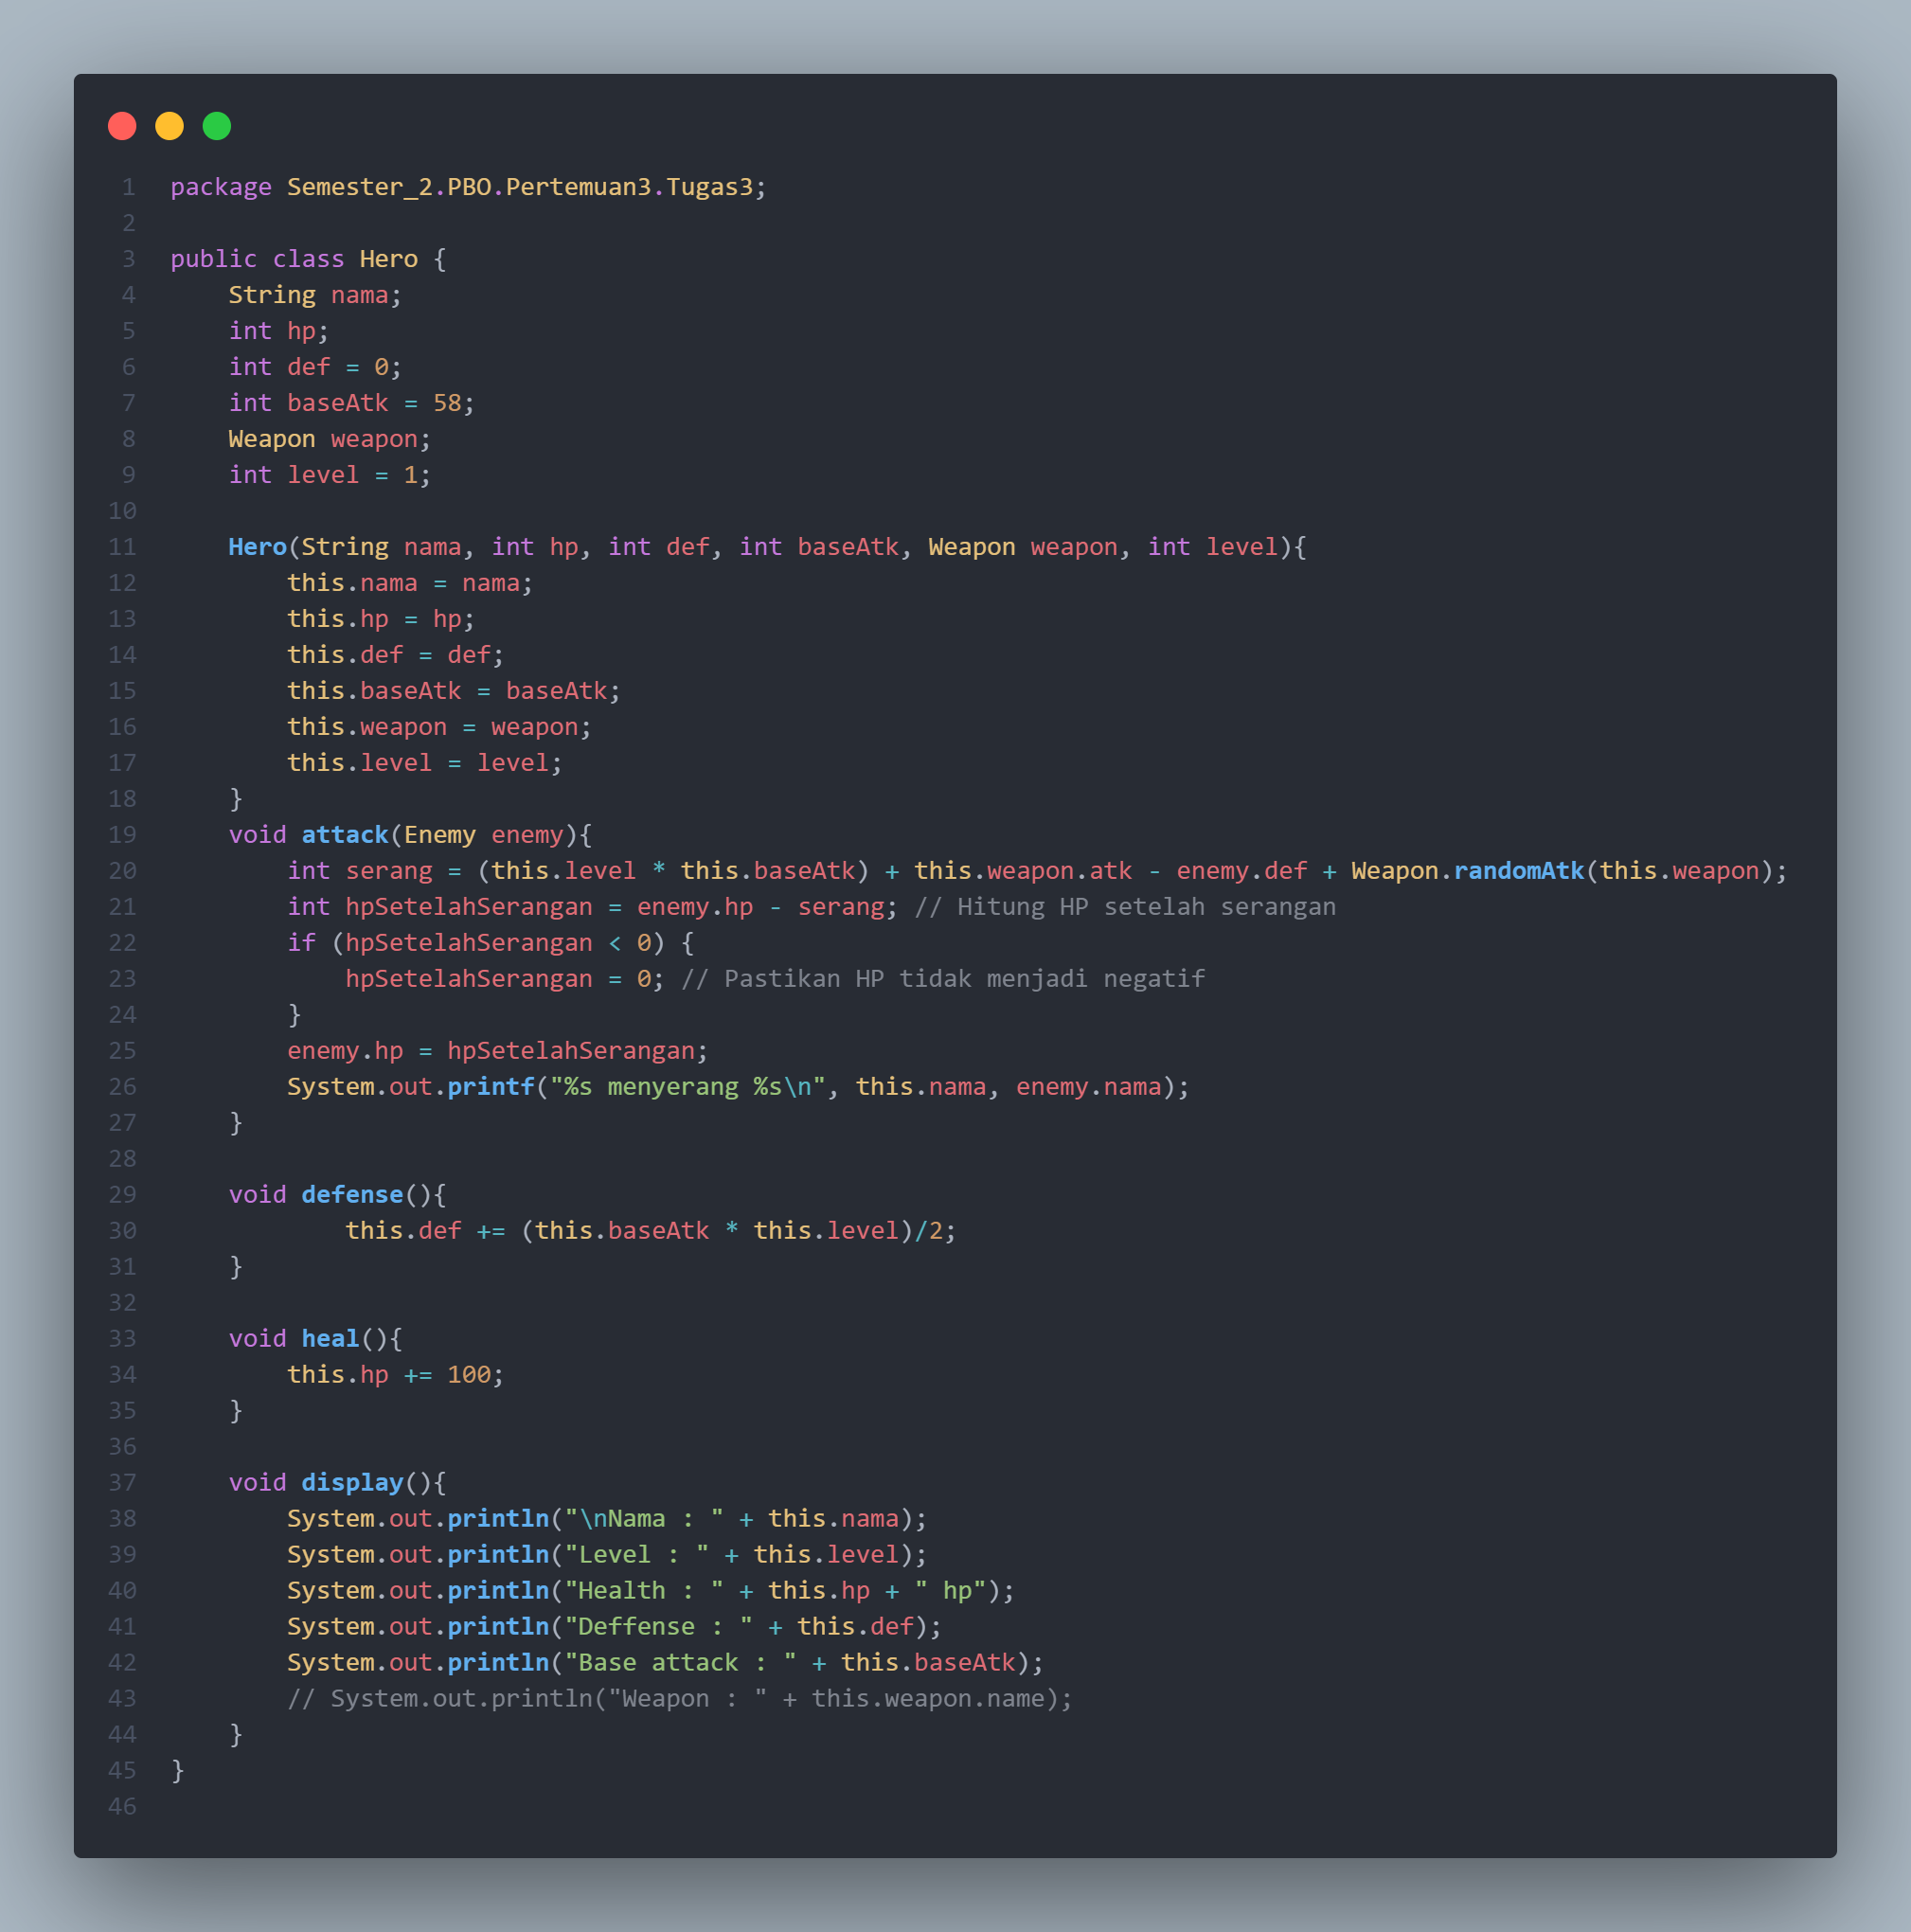 1 package Semester_2.PBO.Pertemuan3.Tugas3;
2
3 public class Hero {
4     String nama;
5     int hp;
6     int def = 0;
7     int baseAtk = 58;
8     Weapon weapon;
9     int level = 1;
10
11     Hero(String nama, int hp, int def, int baseAtk, Weapon weapon, int level){
12         this.nama = nama;
13         this.hp = hp;
14         this.def = def;
15         this.baseAtk = baseAtk;
16         this.weapon = weapon;
17         this.level = level;
18     }
19     void attack(Enemy enemy){
20         int serang = (this.level * this.baseAtk) + this.weapon.atk - enemy.def + Weapon.randomAtk(this.weapon);
21         int hpSetelahSerangan = enemy.hp - serang; // Hitung HP setelah serangan
22         if (hpSetelahSerangan < 0) {
23             hpSetelahSerangan = 0; // Pastikan HP tidak menjadi negatif
24         }
25         enemy.hp = hpSetelahSerangan;
26         System.out.printf("%s menyerang %s\n", this.nama, enemy.nama);
27     }
28
29     void defense(){
30             this.def += (this.baseAtk * this.level)/2;
31     }
32
33     void heal(){
34         this.hp += 100;
35     }
36
37     void display(){
38         System.out.println("\nNama : " + this.nama);
39         System.out.println("Level : " + this.level);
40         System.out.println("Health : " + this.hp + " hp");
41         System.out.println("Deffense : " + this.def);
42         System.out.println("Base attack : " + this.baseAtk);
43         // System.out.println("Weapon : " + this.weapon.name);
44     }
45 }
46